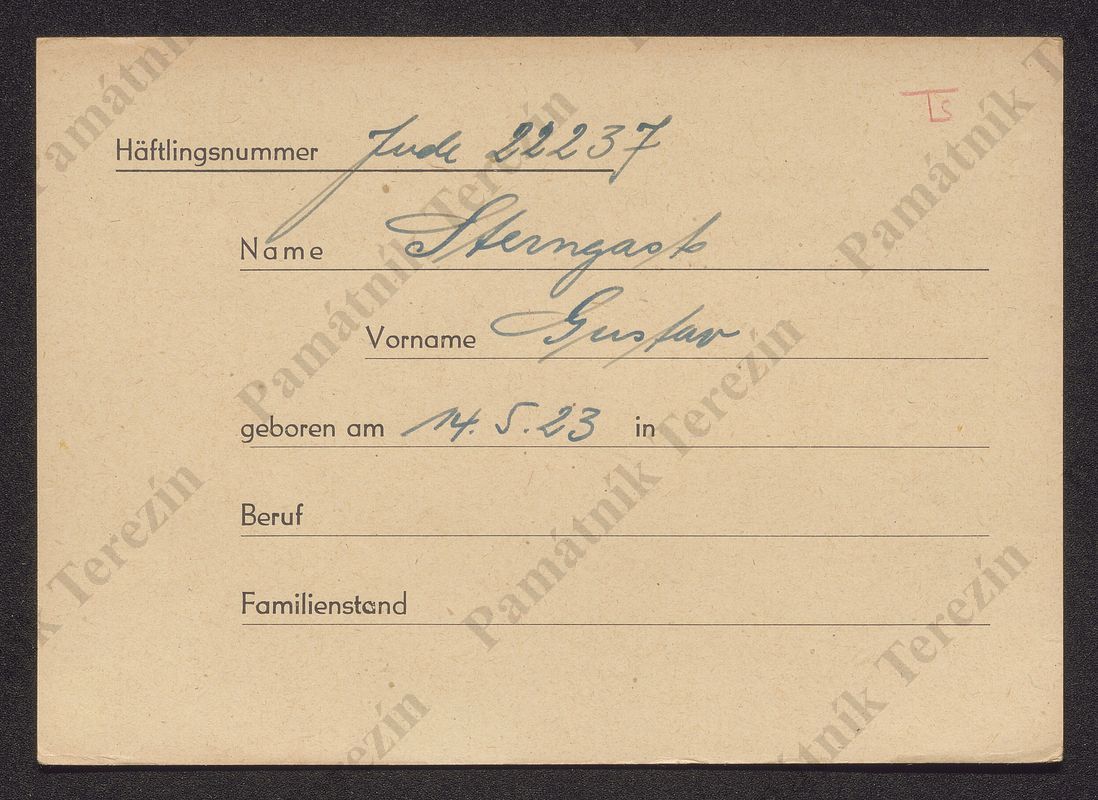 Ts
Häftlingsnummer Jude 22237
Name Sterngast
Vorname Gustav
geboren am 14.5.23 in
Beruf
Familienstand
Památník Terezín